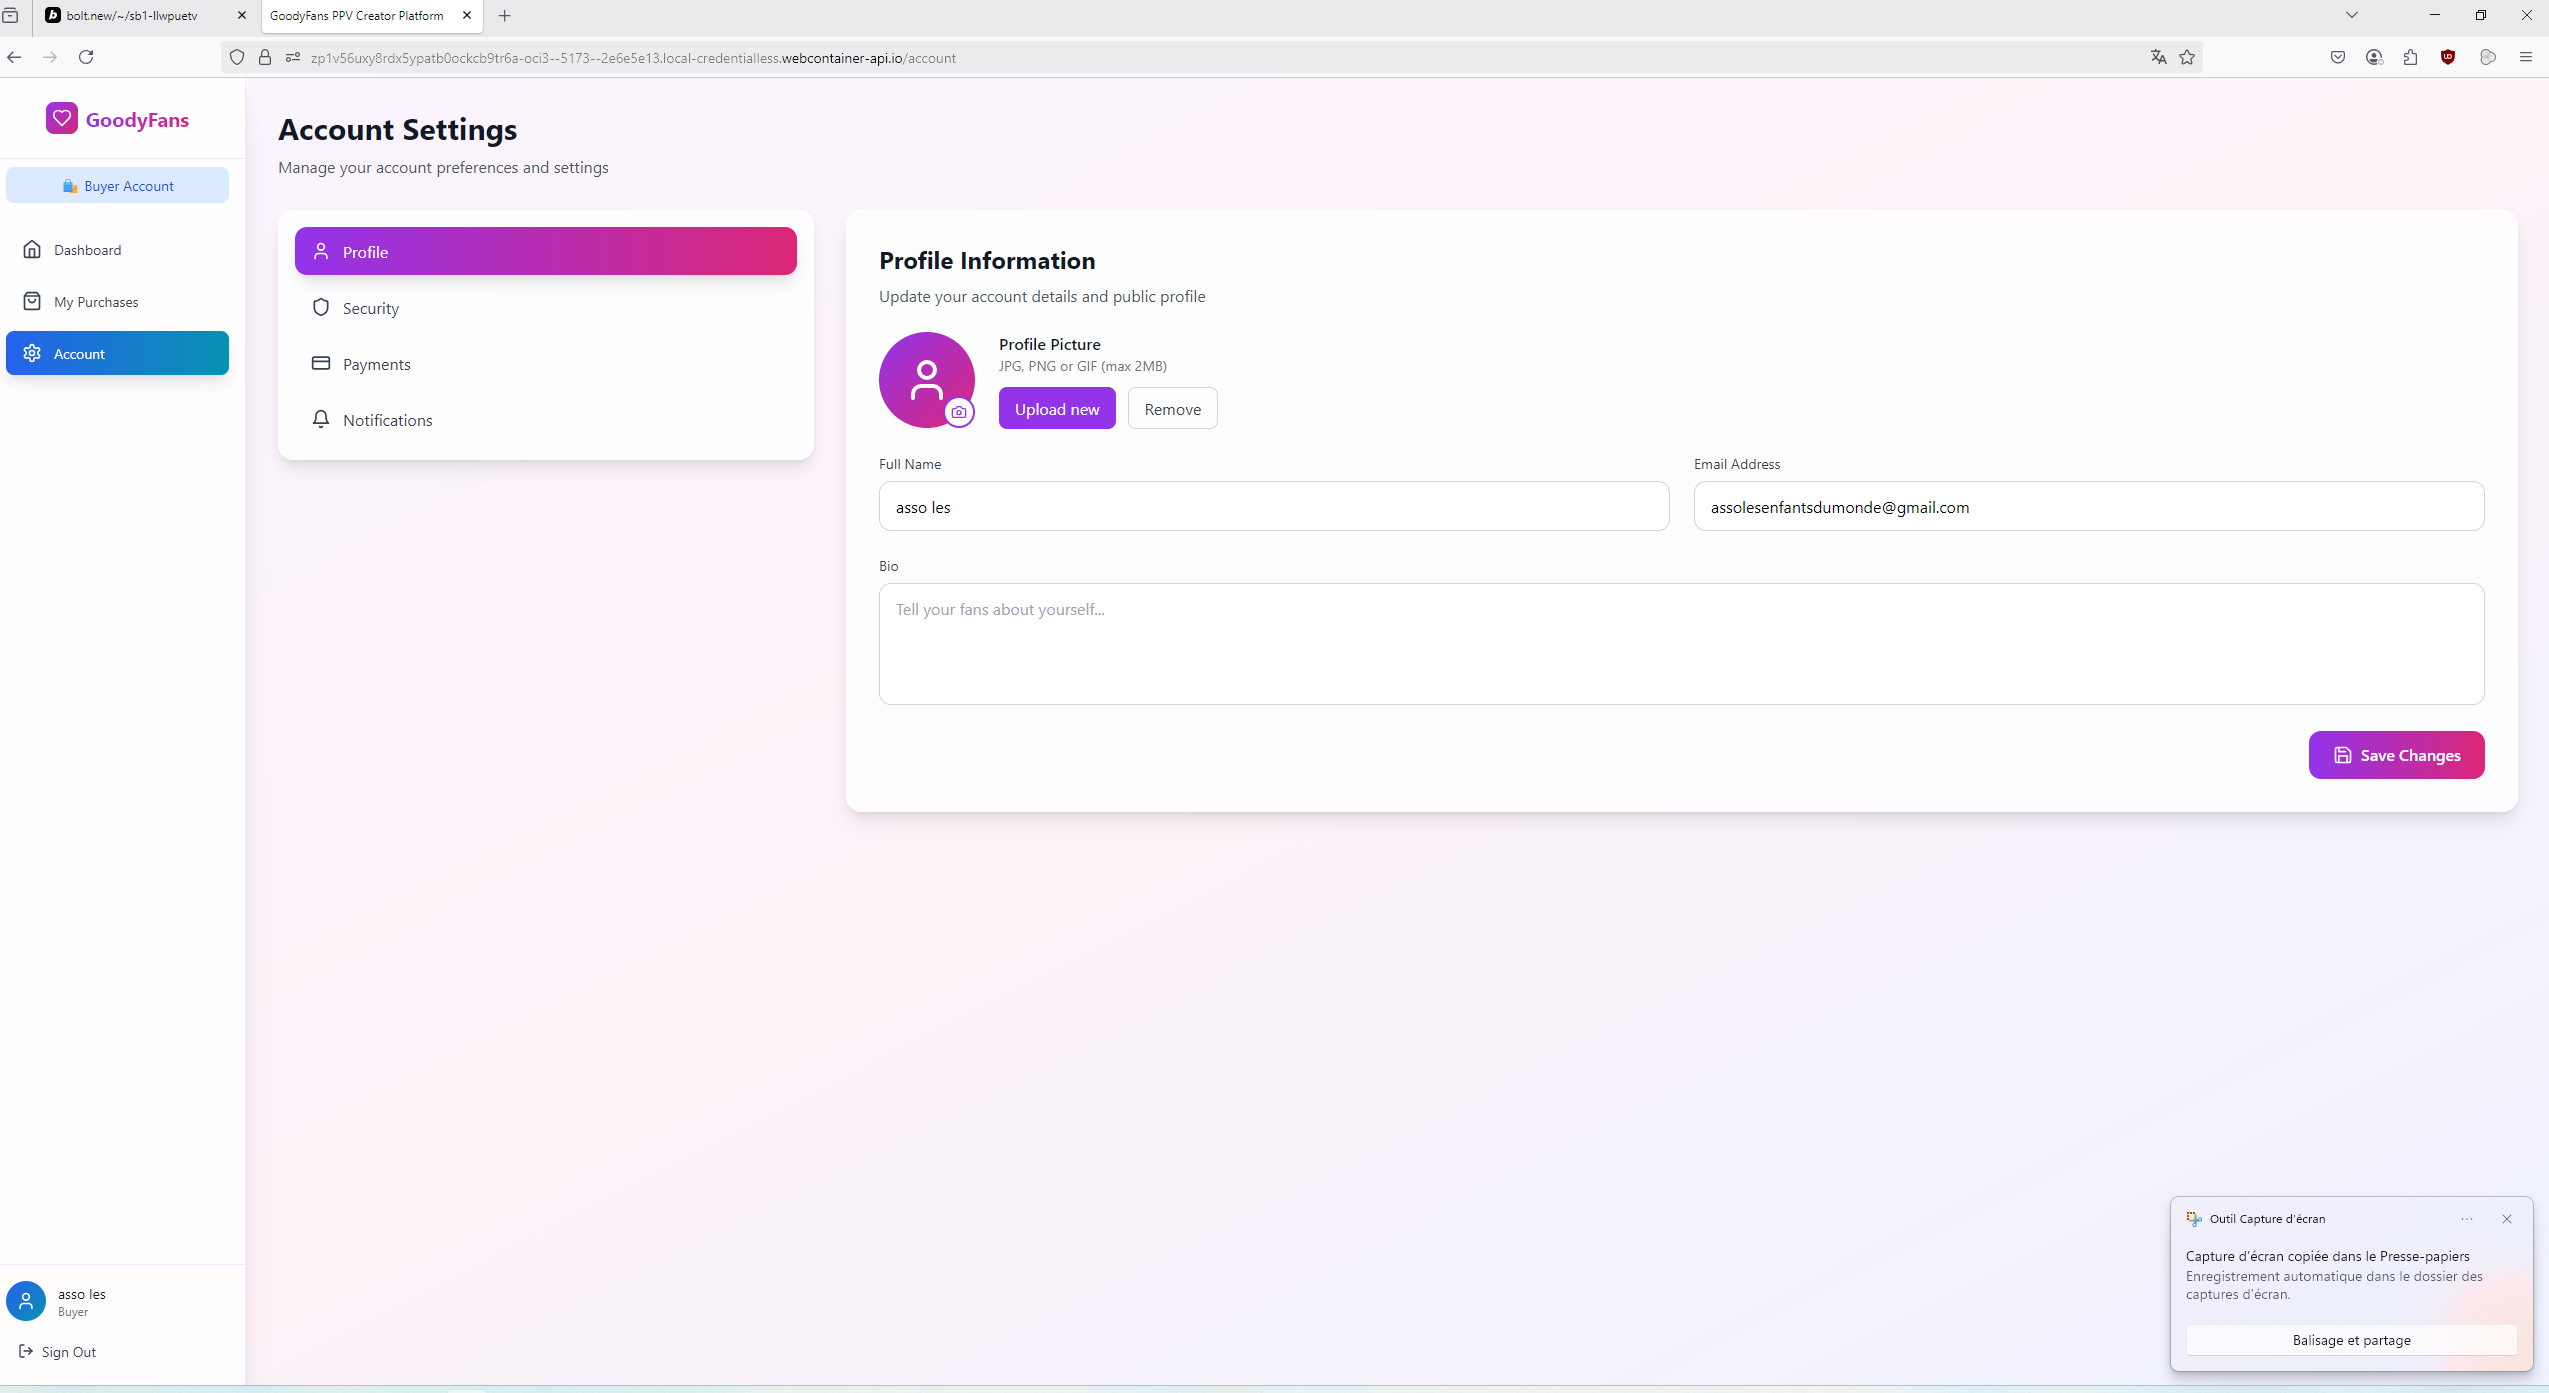 bolt.new/~/sb1-llwpuetv
GoodyFans PPV Creator Platform
zp1v56uxy8rdx5ypatb0ockcb9tr6a-oci3--5173--2e6e5e13.local-credentialless.webcontainer-api.io/account
GoodyFans
Buyer Account
Dashboard
My Purchases
Account
Account Settings
Manage your account preferences and settings
Profile
Security
Payments
Notifications
Profile Information
Update your account details and public profile
Profile Picture
JPG, PNG or GIF (max 2MB)
Upload new
Remove
Full Name
asso les
Email Address
assolesenfantsdumonde@gmail.com
Bio
Tell your fans about yourself...
Save Changes
asso les
Buyer
Sign Out
Outil Capture d'écran
Capture d'écran copiée dans le Presse-papiers
Enregistrement automatique dans le dossier des
captures d'écran.
Balisage et partage